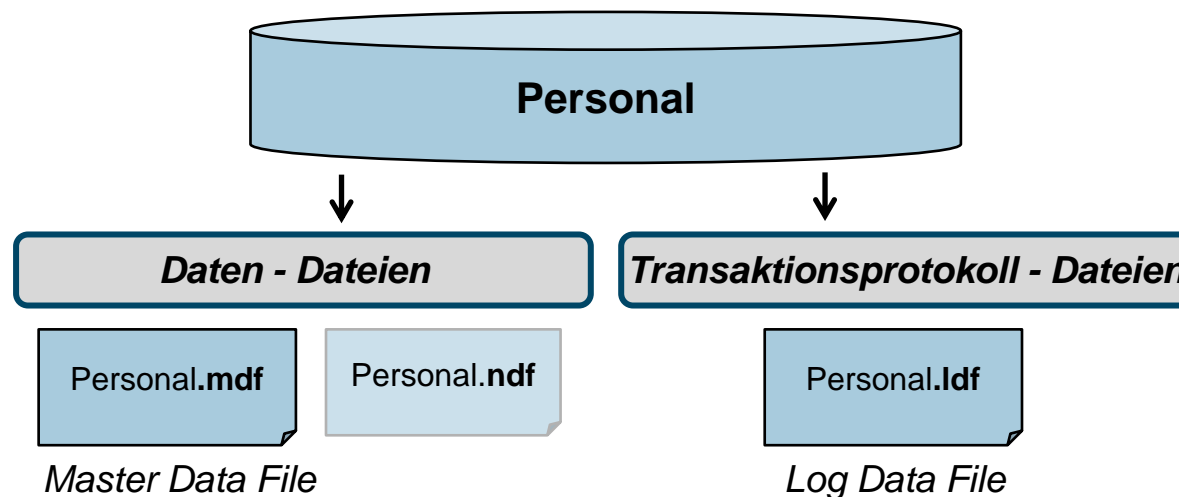 Personal
Daten - Dateien
Transaktionsprotokoll - Dateien
Personal.mdf
Personal.ndf
Personal.ldf
Master Data File
Log Data File